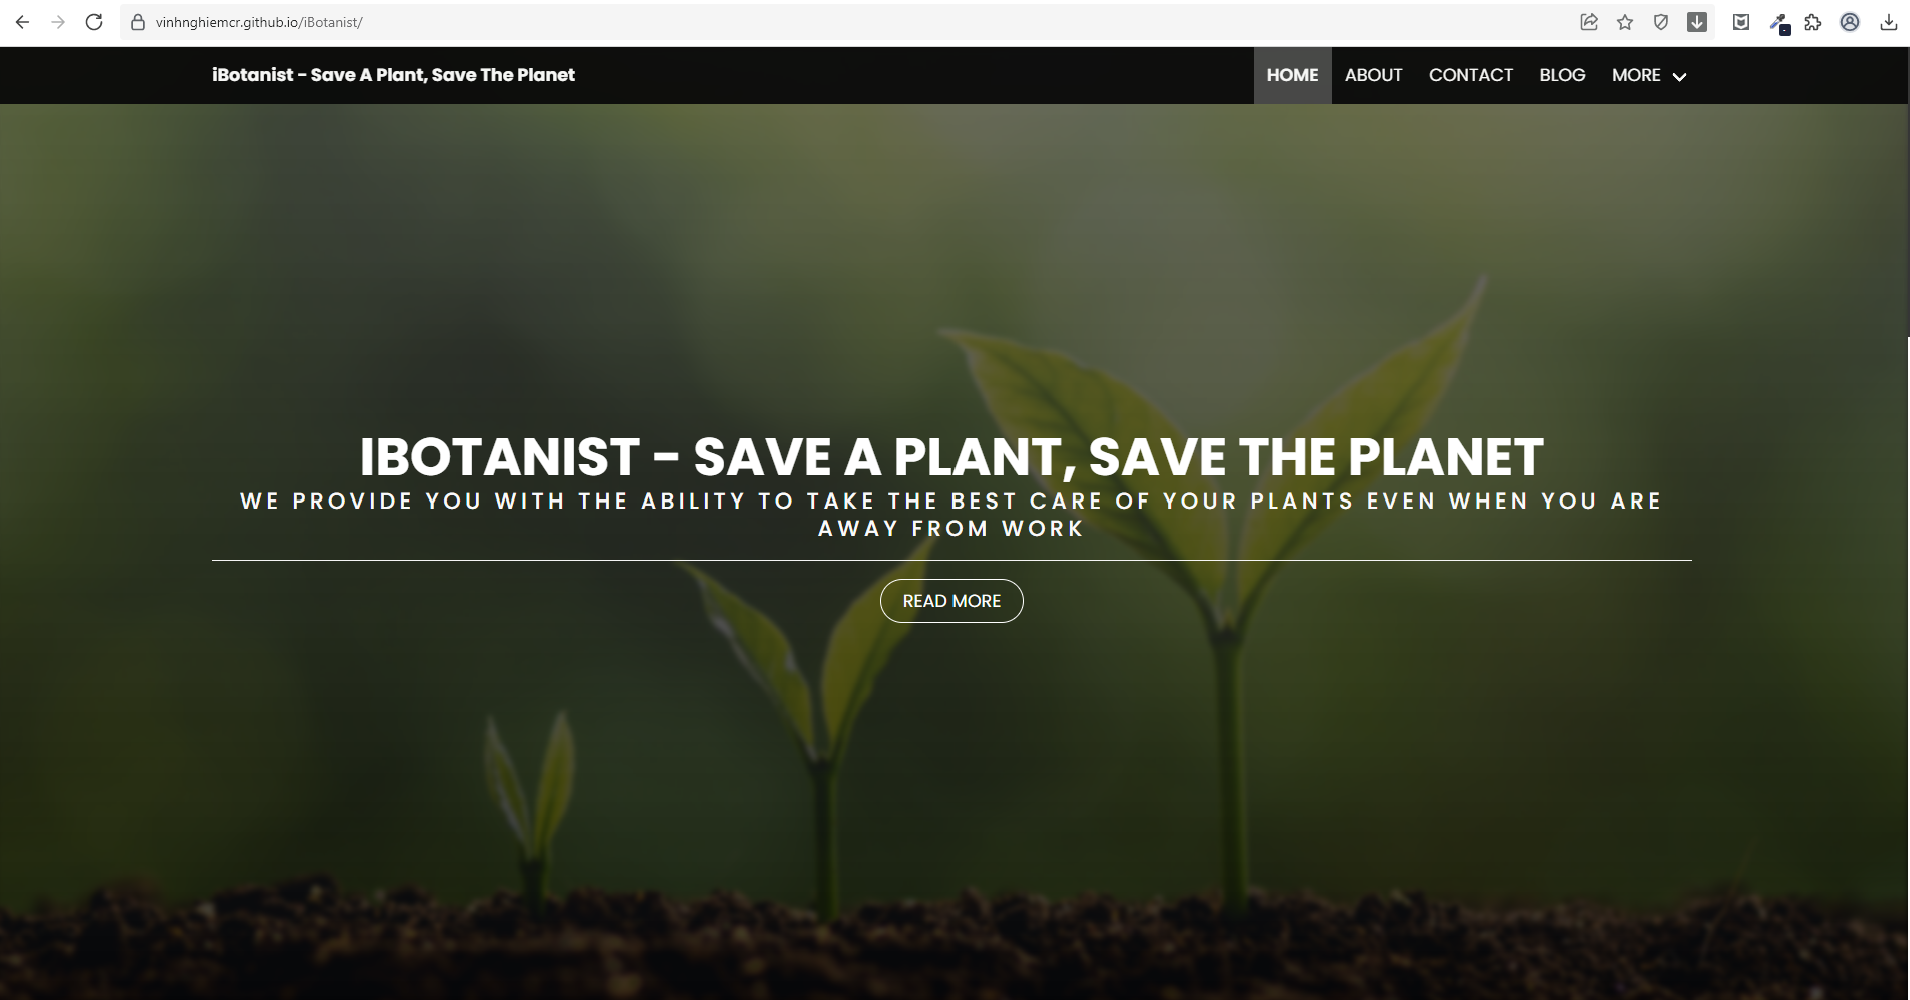 vinhnghiemcr.github.io/iBotanist/
iBotanist - Save A Plant, Save The Planet
HOME ABOUT CONTACT BLOG MORE
IBOTANIST - SAVE A PLANT, SAVE THE PLANET
WE PROVIDE YOU WITH THE ABILITY TO TAKE THE BEST CARE OF YOUR PLANTS EVEN WHEN YOU ARE
AWAY FROM WORK
READ MORE